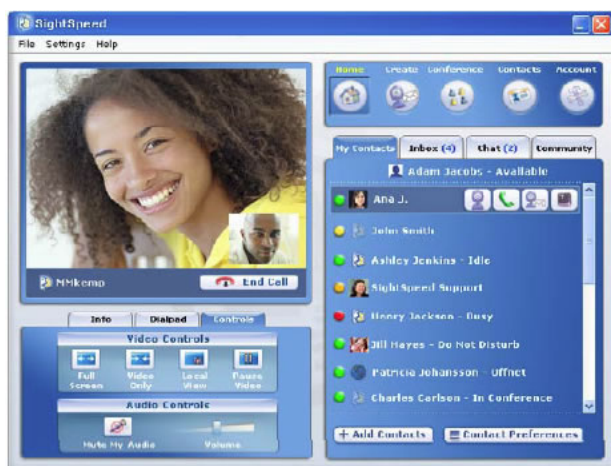 SightSpeed
File Settings Help
Home Create Conference Contacts Account
My Contacts Inbox (4) Chat (2) Community
Adam Jacobs - Available
Ana J.
John Smith
Ashley Jenkins - Idle
SightSpeed Support
Henry Jackson - Busy
Jill Hayes - Do Not Disturb
Patricia Johansson - Offnet
Charles Carlson - In Conference
+ Add Contacts Contact Preferences
MMkemp End Call
Info Dialpad Controls
Video Controls
Full Screen
Video Only
Local View
Pause Video
Audio Controls
Mute My Audio Volume